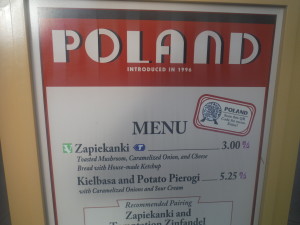 POLAND
INTRODUCED IN 1996
MENU
POLAND
Zapiekanki T 3.00
Toasted Mushroom, Caramelized Onion, and Cheese
Bread with House-made Ketchup
Kielbasa and Potato Pierogi 5.25
with Caramelized Onions and Sour Cream
Recommended Pairing
Zapiekanki and
Zinfandel